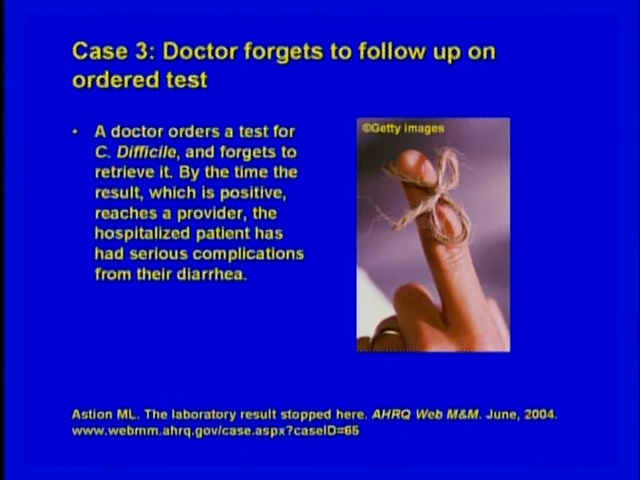 Case 3: Doctor forgets to follow up on
ordered test
• A doctor orders a test for
C. Difficile, and forgets to
retrieve it. By the time the
result, which is positive,
reaches a provider, the
hospitalized patient has
had serious complications
from their diarrhea.
©Getty images
Astion ML. The laboratory result stopped here. AHRQ Web M&M. June, 2004.
www.webmm.ahrq.gov/case.aspx?caseID=65